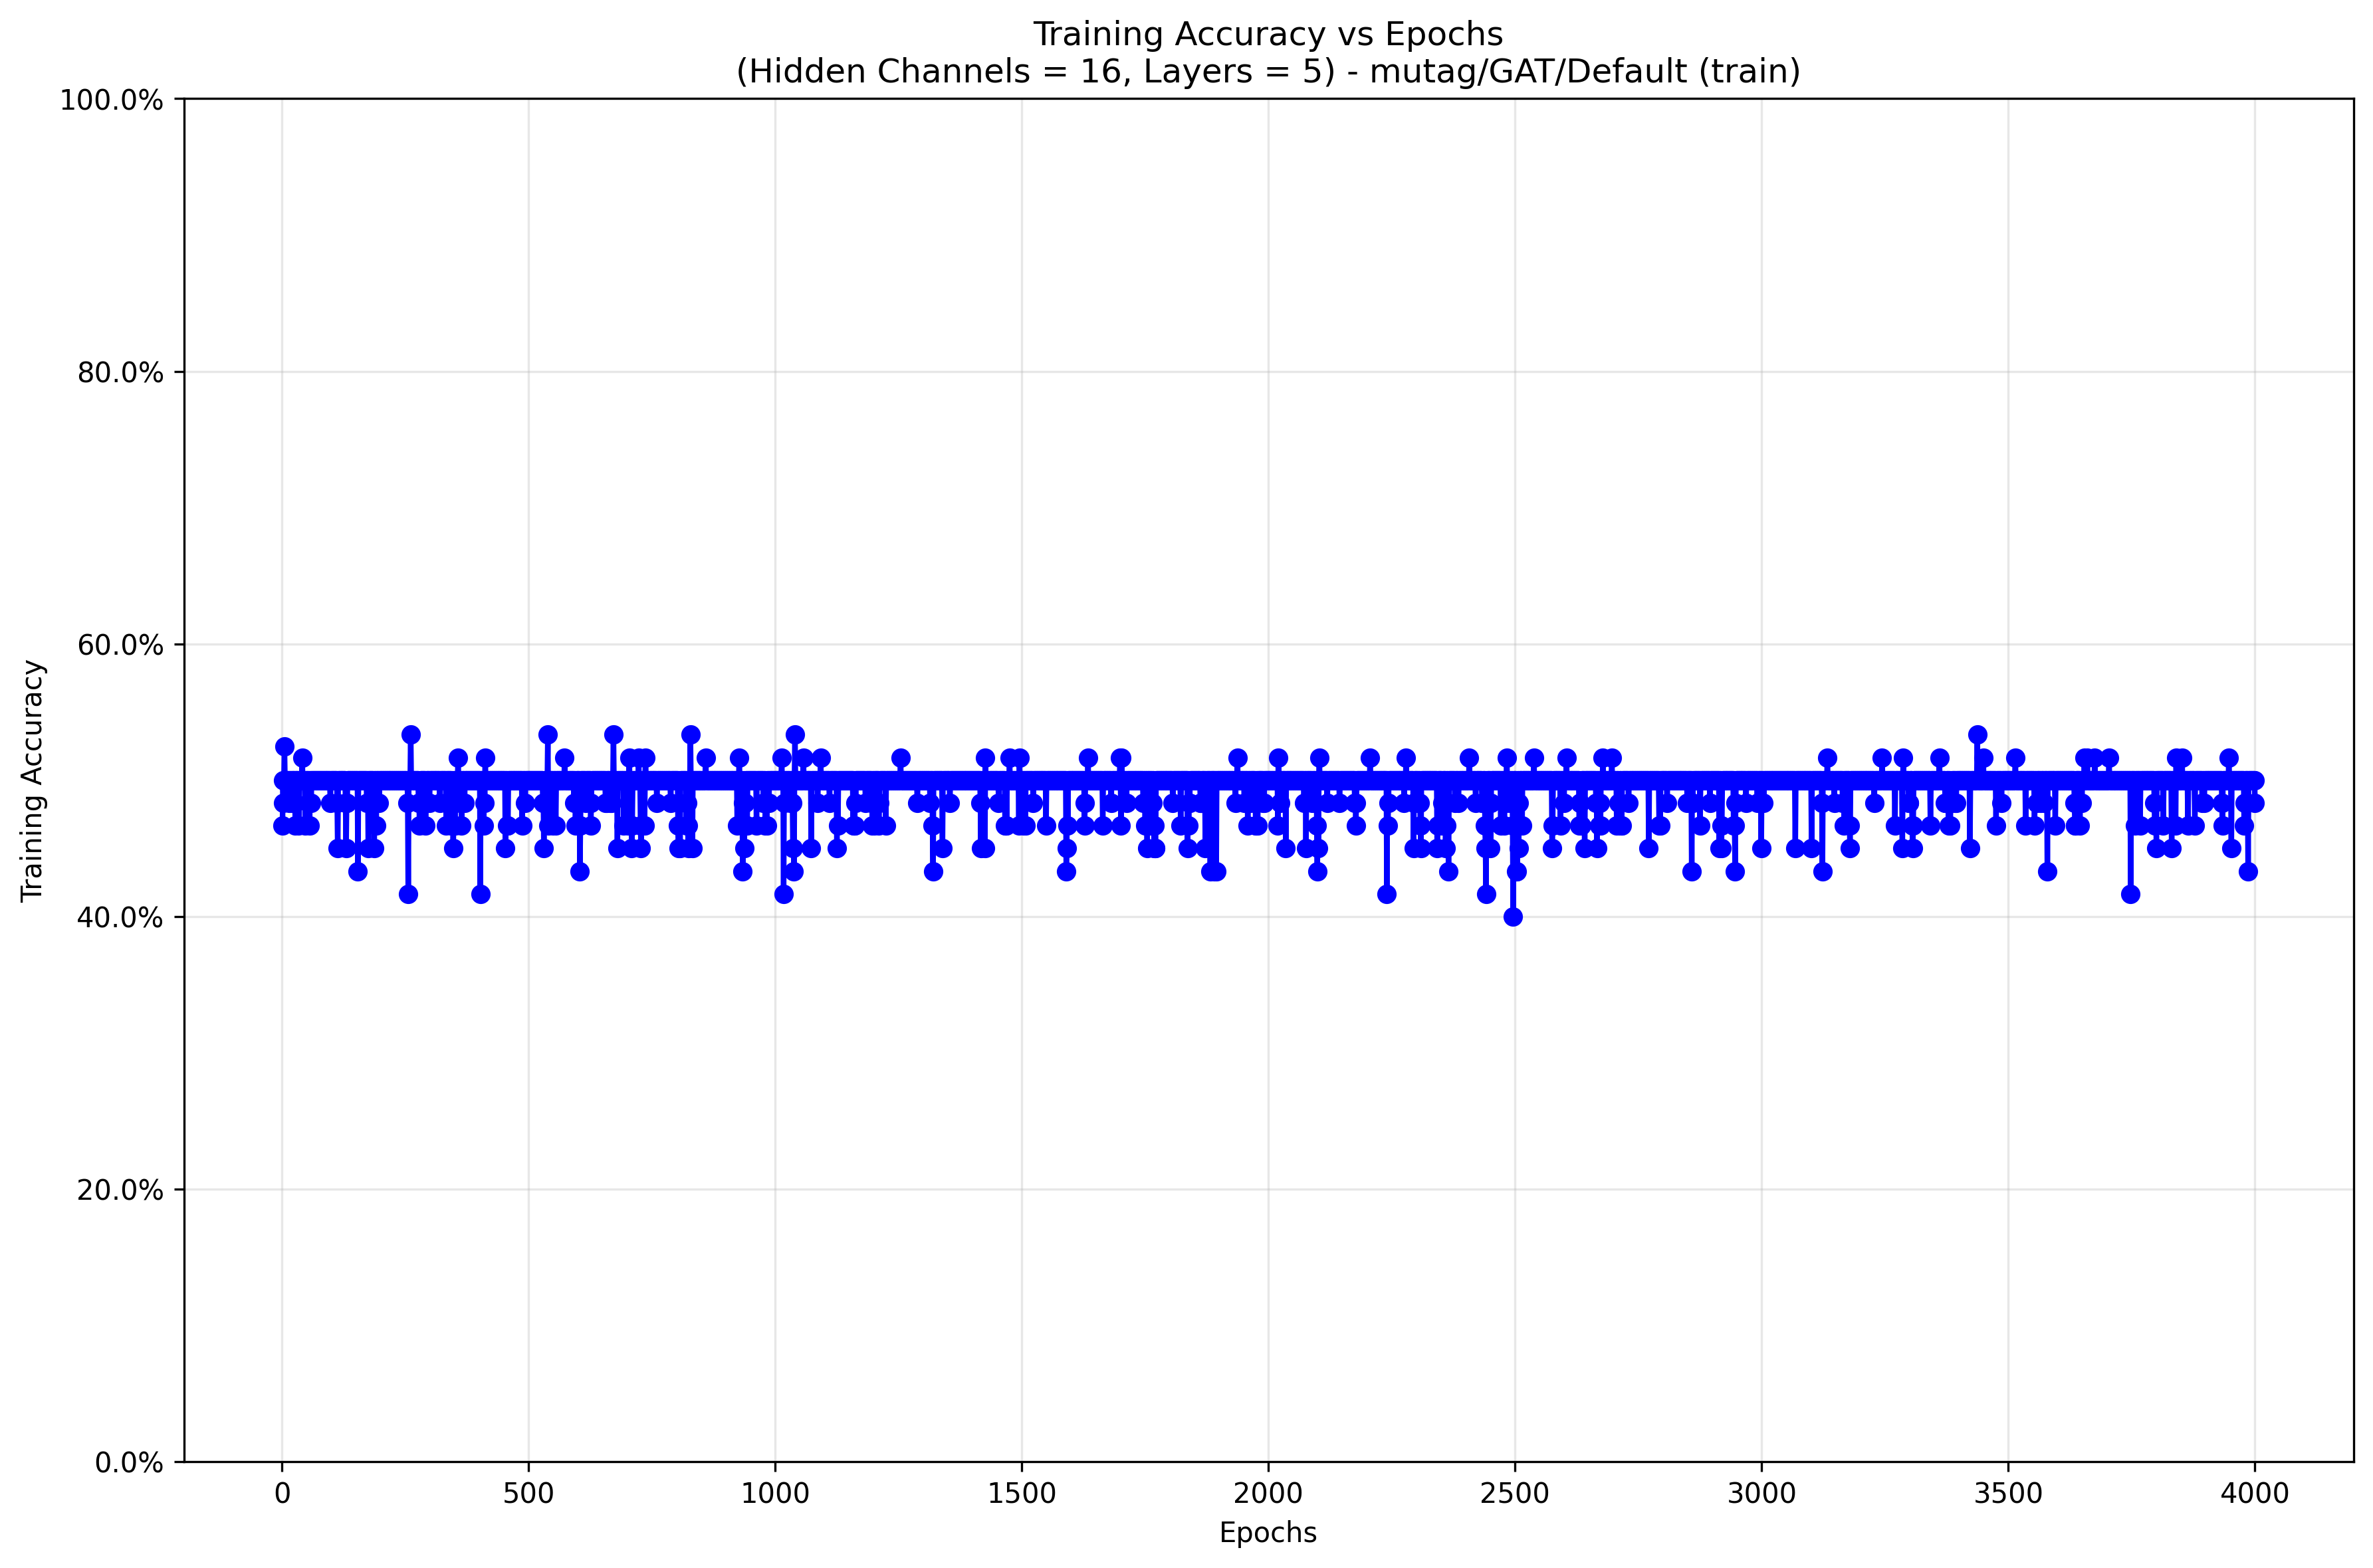 Training Accuracy vs Epochs
(Hidden Channels = 16, Layers = 5) - mutag/GAT/Default (train)
100.0%
80.0%
60.0%
40.0%
20.0%
0.0%
Training Accuracy
0 500 1000 1500 2000 2500 3000 3500 4000
Epochs